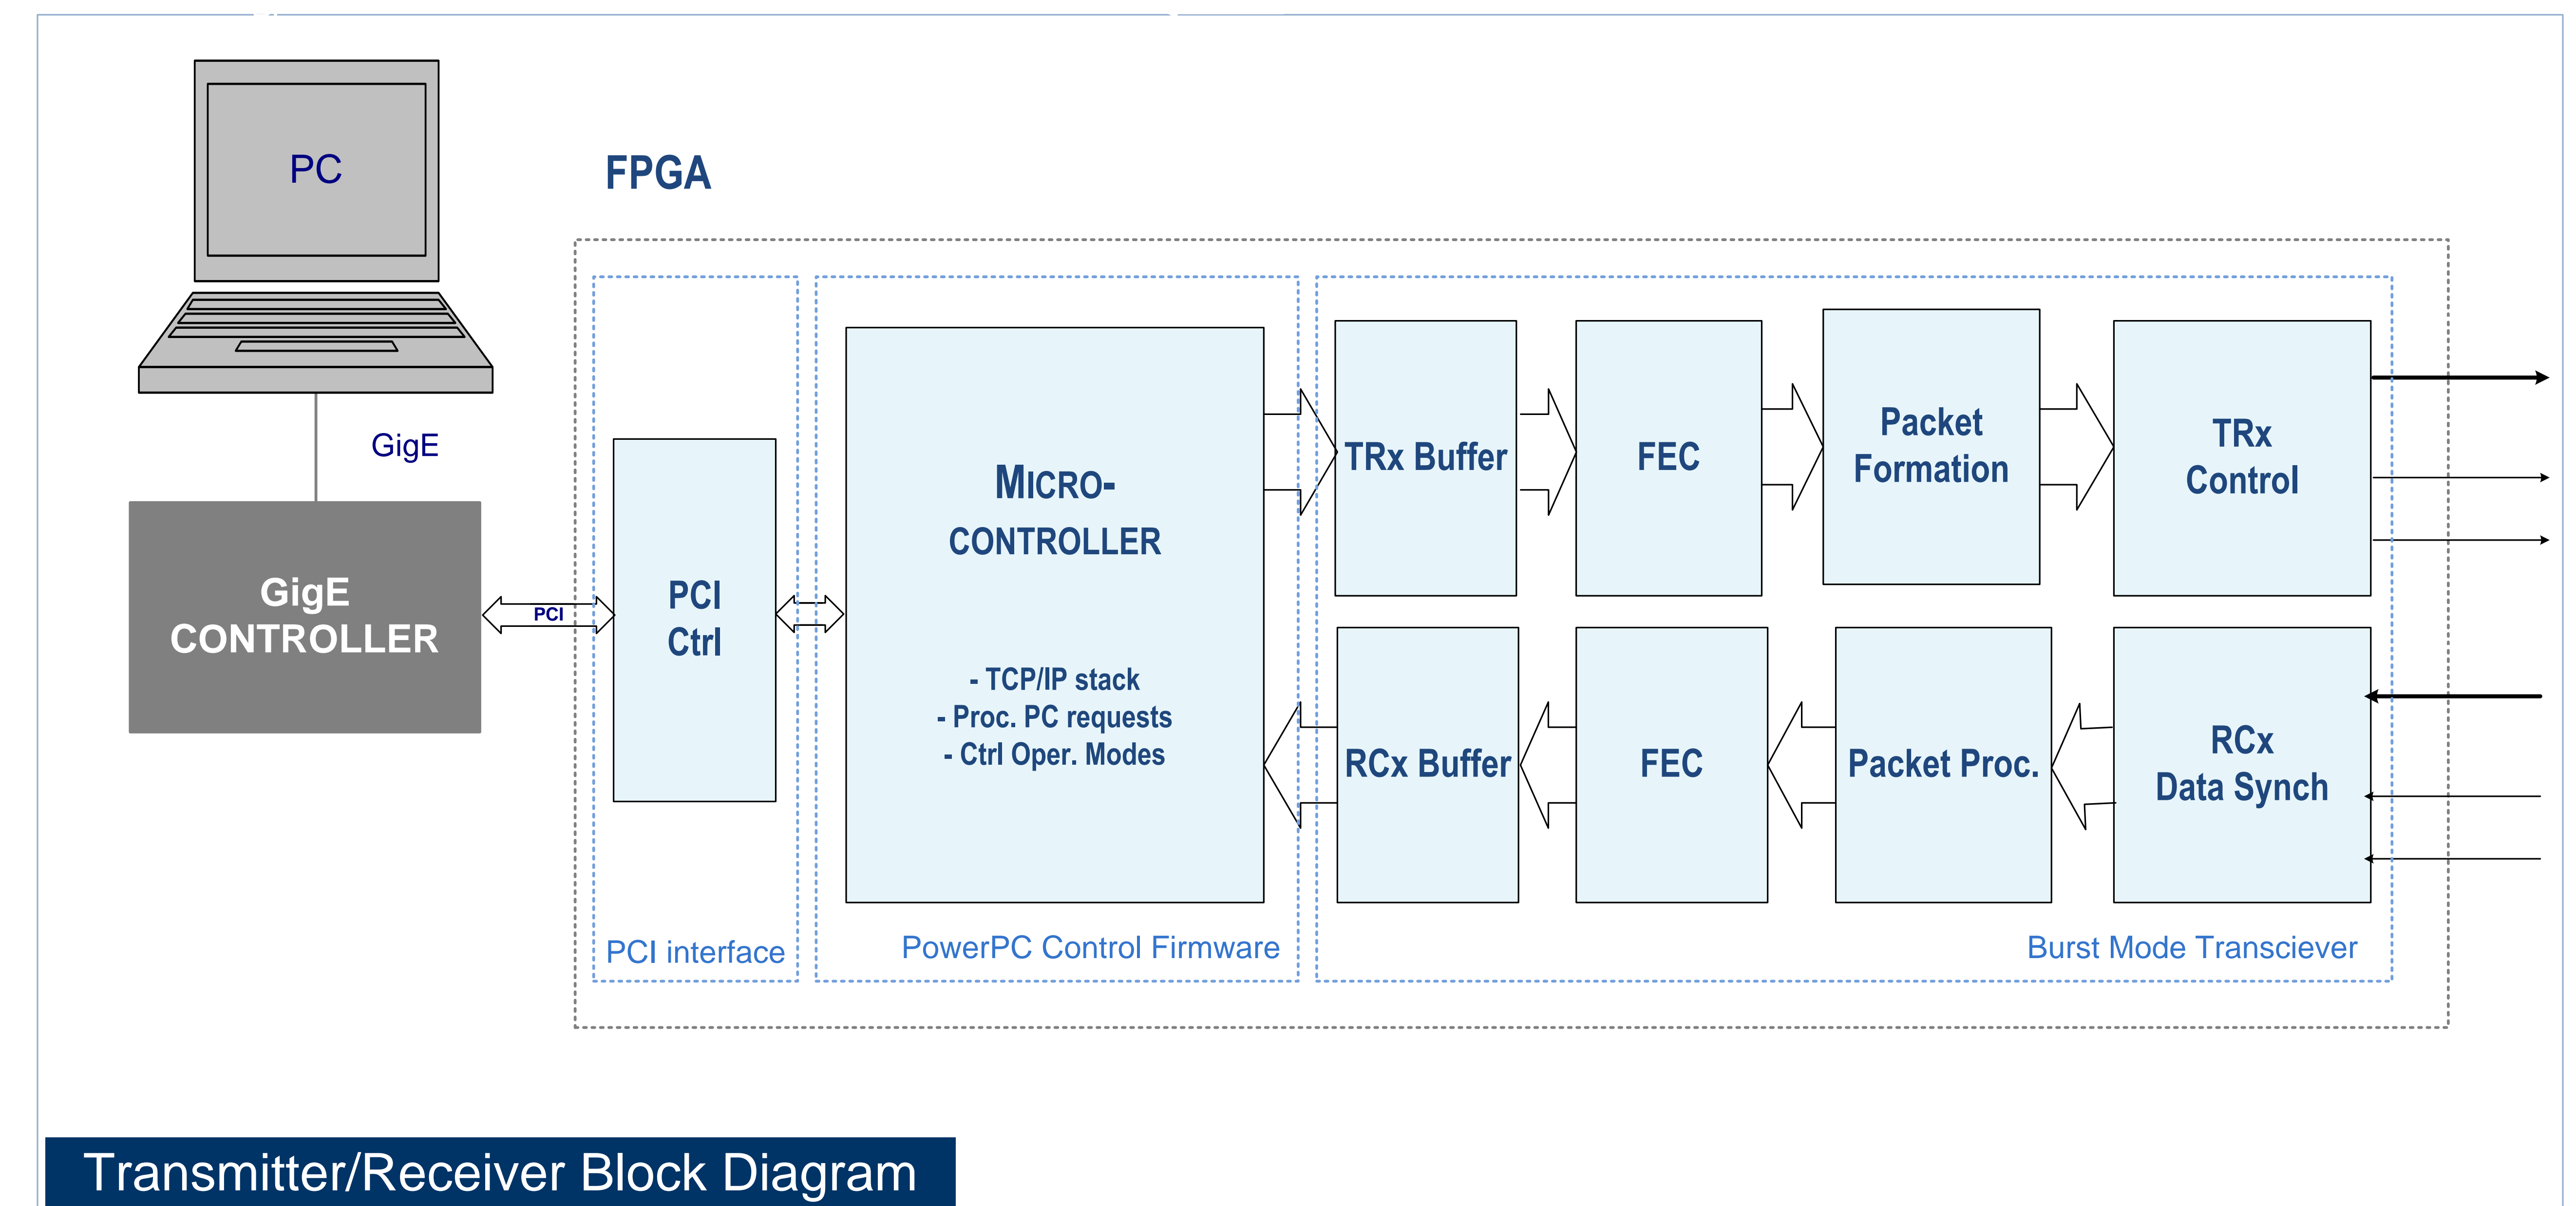 PC
FPGA
GigE
GigE
CONTROLLER
PCI
PCI
Ctrl
MICRO-
CONTROLLER
- TCP/IP stack
- Proc. PC requests
- Ctrl Oper. Modes
TRx Buffer
FEC
Packet
Formation
TRx
Control
RCx Buffer
FEC
Packet Proc.
RCx
Data Synch
PCI interface
PowerPC Control Firmware
Burst Mode Transciever
Transmitter/Receiver Block Diagram